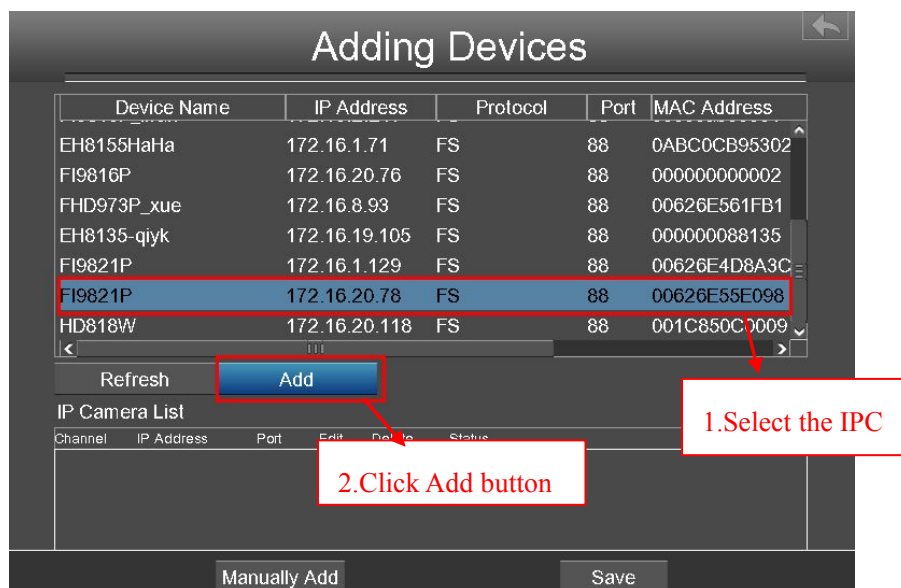 Adding Devices
Device Name IP Address Protocol Port MAC Address
EH8155HaHa 172.16.1.71 FS 88 0ABC0CB95302
FI9816P 172.16.20.76 FS 88 000000000002
FHD973P_xue 172.16.8.93 FS 88 00626E561FB1
EH8135-qiyk 172.16.19.105 FS 88 000000088135
FI9821P 172.16.1.129 FS 88 00626E4D8A3C
FI9821P 172.16.20.78 FS 88 00626E55E098
HD818W 172.16.20.118 FS 88 001C850C0009
Refresh Add
1.Select the IPC
IP Camera List
Channel IP Address Port Edit Delete Status
2.Click Add button
Manually Add Save